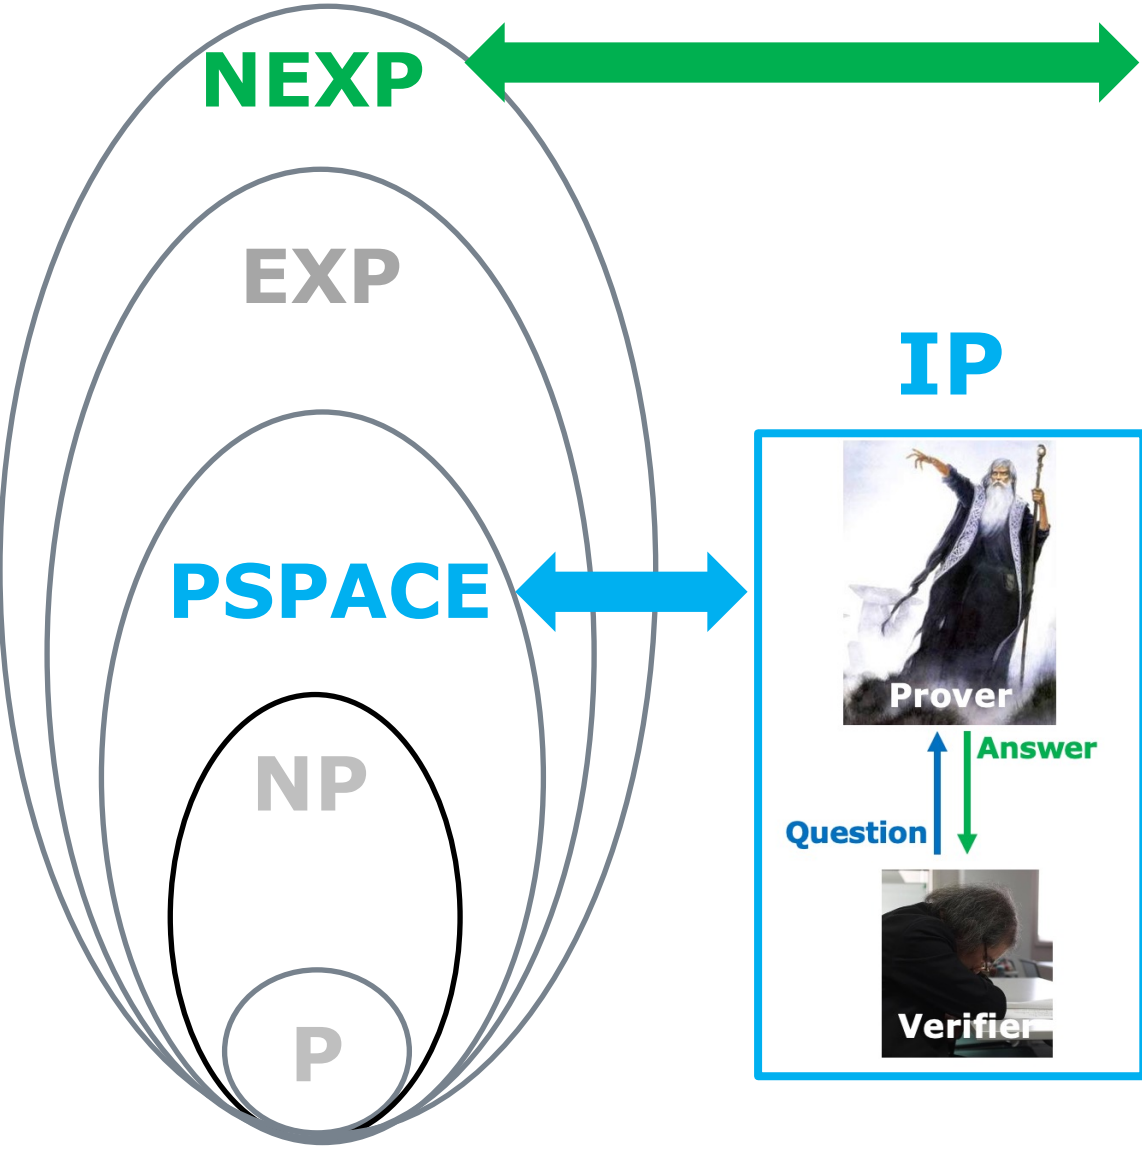 NEXP
EXP
IP
PSPACE
Prover
Answer
NP
Question
Verifier
P